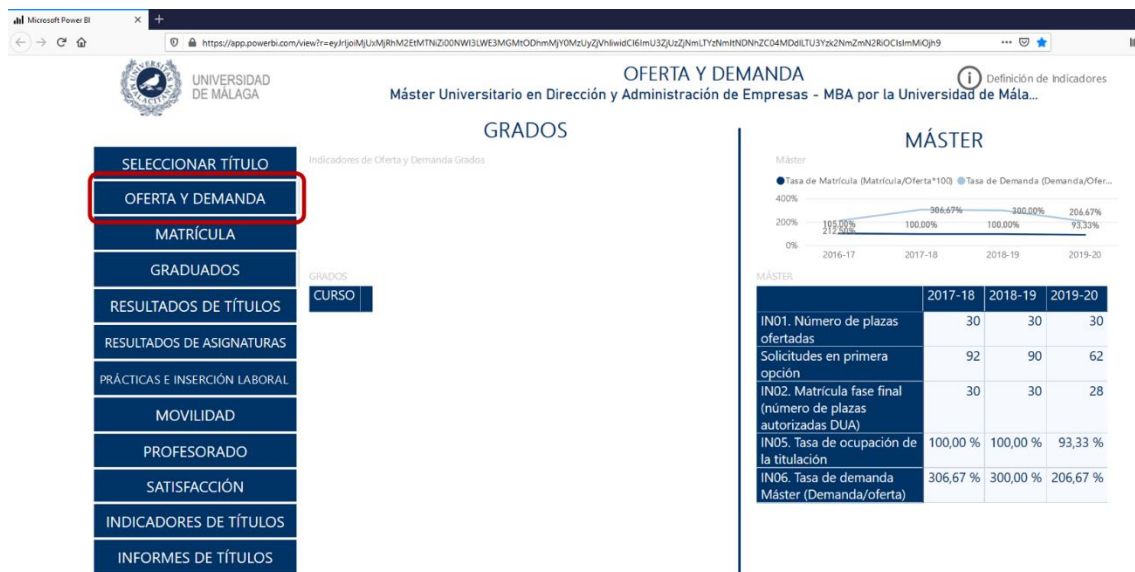 Microsoft Power BI
UNIVERSIDAD
DE MÁLAGA
OFERTA Y DEMANDA
Máster Universitario en Dirección y Administración de Empresas - MBA por la Universidad de Mála...
Definición de Indicadores
SELECCIONAR TÍTULO
OFERTA Y DEMANDA
MATRÍCULA
GRADUADOS
RESULTADOS DE TÍTULOS
RESULTADOS DE ASIGNATURAS
PRÁCTICAS E INSERCIÓN LABORAL
MOVILIDAD
PROFESORADO
SATISFACCIÓN
INDICADORES DE TÍTULOS
INFORMES DE TÍTULOS
GRADOS
Indicadores de Oferta y Demanda Grados
GRADOS
CURSO
MÁSTER
Máster
Tasa de Matrícula (Matrícula/Oferta*100) Tasa de Demanda (Demanda/Ofer...
400%
200%
0%
105,00% 100,00% 100,00% 93,33%
212,50% 306,67% 300,00% 206,67%
2016-17 2017-18 2018-19 2019-20
MÁSTER
2017-18 2018-19 2019-20
IN01. Número de plazas
ofertadas 30 30 30
Solicitudes en primera
opción 92 90 62
IN02. Matrícula fase final
(número de plazas
autorizadas DUA) 30 30 28
IN05. Tasa de ocupación de
la titulación 100,00 % 100,00 % 93,33 %
IN06. Tasa de demanda
Máster (Demanda/oferta) 306,67 % 300,00 % 206,67 %